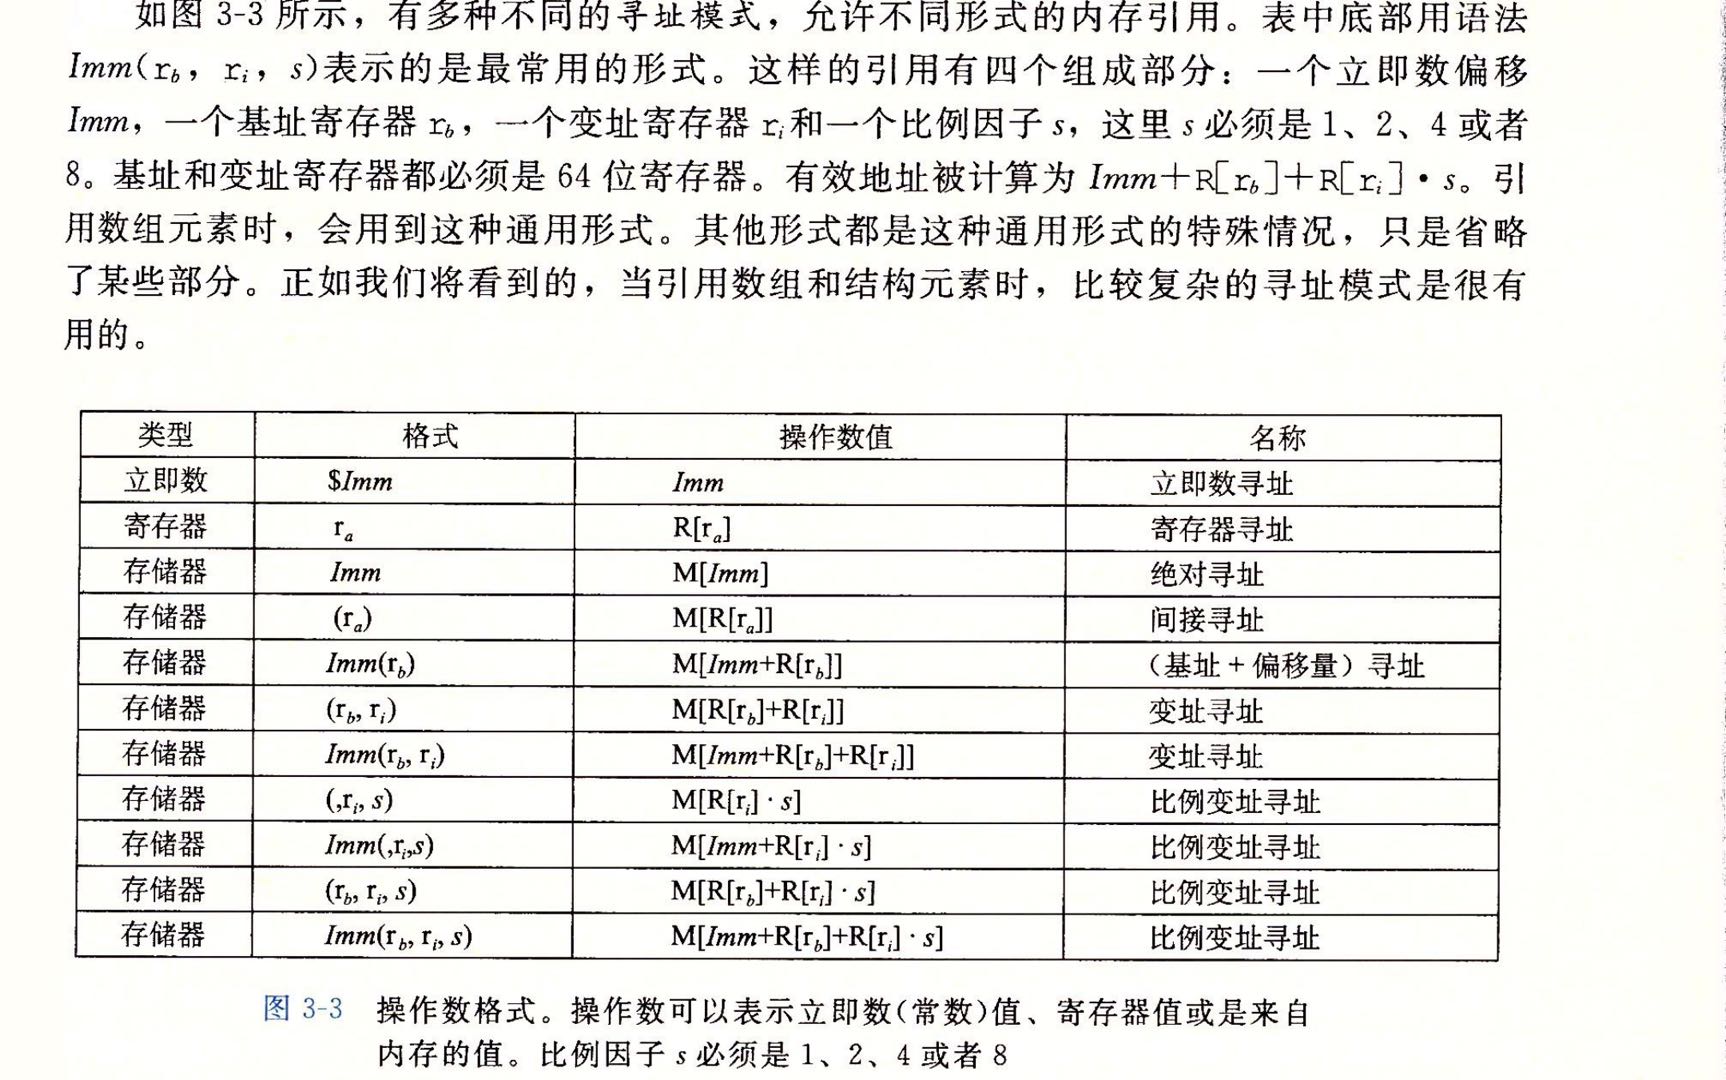 如图 3-3 所示，有多种不同的寻址模式，允许不同形式的内存引用。表中底部用语法
Imm(r_b, r_i, s)表示的是最常用的形式。这样的引用有四个组成部分：一个立即数偏移
Imm，一个基址寄存器 r_b，一个变址寄存器 r_i 和一个比例因子 s，这里 s 必须是 1、2、4 或者
8。基址和变址寄存器都必须是 64 位寄存器。有效地址被计算为 Imm+R[r_b]+R[r_i]·s。引
用数组元素时，会用到这种通用形式。其他形式都是这种通用形式的特殊情况，只是省略
了某些部分。正如我们将看到的，当引用数组和结构元素时，比较复杂的寻址模式是很有
用的。
类型 格式 操作数值 名称
立即数 $Imm Imm 立即数寻址
寄存器 r_a R[r_a] 寄存器寻址
存储器 Imm M[Imm] 绝对寻址
存储器 (r_a) M[R[r_a]] 间接寻址
存储器 Imm(r_b) M[Imm+R[r_b]] （基址 + 偏移量）寻址
存储器 (r_b, r_i) M[R[r_b]+R[r_i]] 变址寻址
存储器 Imm(r_b, r_i) M[Imm+R[r_b]+R[r_i]] 变址寻址
存储器 (,r_i, s) M[R[r_i]·s] 比例变址寻址
存储器 Imm(,r_i,s) M[Imm+R[r_i]·s] 比例变址寻址
存储器 (r_b, r_i, s) M[R[r_b]+R[r_i]·s] 比例变址寻址
存储器 Imm(r_b, r_i, s) M[Imm+R[r_b]+R[r_i]·s] 比例变址寻址
图 3-3 操作数格式。操作数可以表示立即数(常数)值、寄存器值或是来自
内存的值。比例因子 s 必须是 1、2、4 或者 8